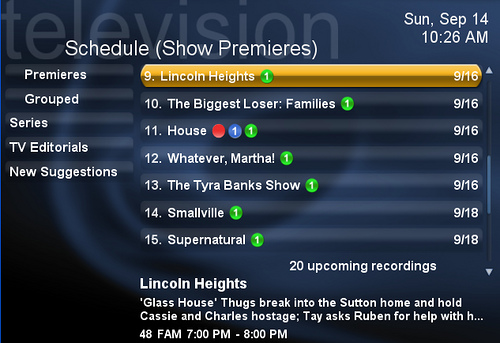 television
Sun, Sep 14
10:26 AM
Schedule (Show Premieres)
Premieres
Grouped
Series
TV Editorials
New Suggestions
9. Lincoln Heights 1 9/16
10. The Biggest Loser: Families 1 9/16
11. House 1 1 9/16
12. Whatever, Martha! 1 9/16
13. The Tyra Banks Show 1 9/16
14. Smallville 1 9/18
15. Supernatural 1 9/18
20 upcoming recordings
Lincoln Heights
'Glass House' Thugs break into the Sutton home and hold
Cassie and Charles hostage; Tay asks Ruben for help with h...
48 FAM 7:00 PM - 8:00 PM